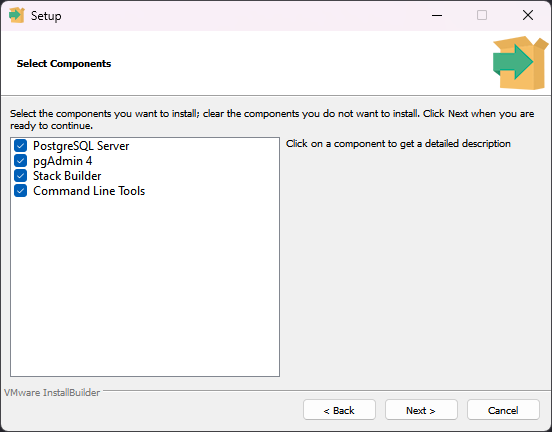 Setup
Select Components
Select the components you want to install; clear the components you do not want to install. Click Next when you are
ready to continue.
PostgreSQL Server
pgAdmin 4
Stack Builder
Command Line Tools
Click on a component to get a detailed description
VMware InstallBuilder
< Back
Next >
Cancel